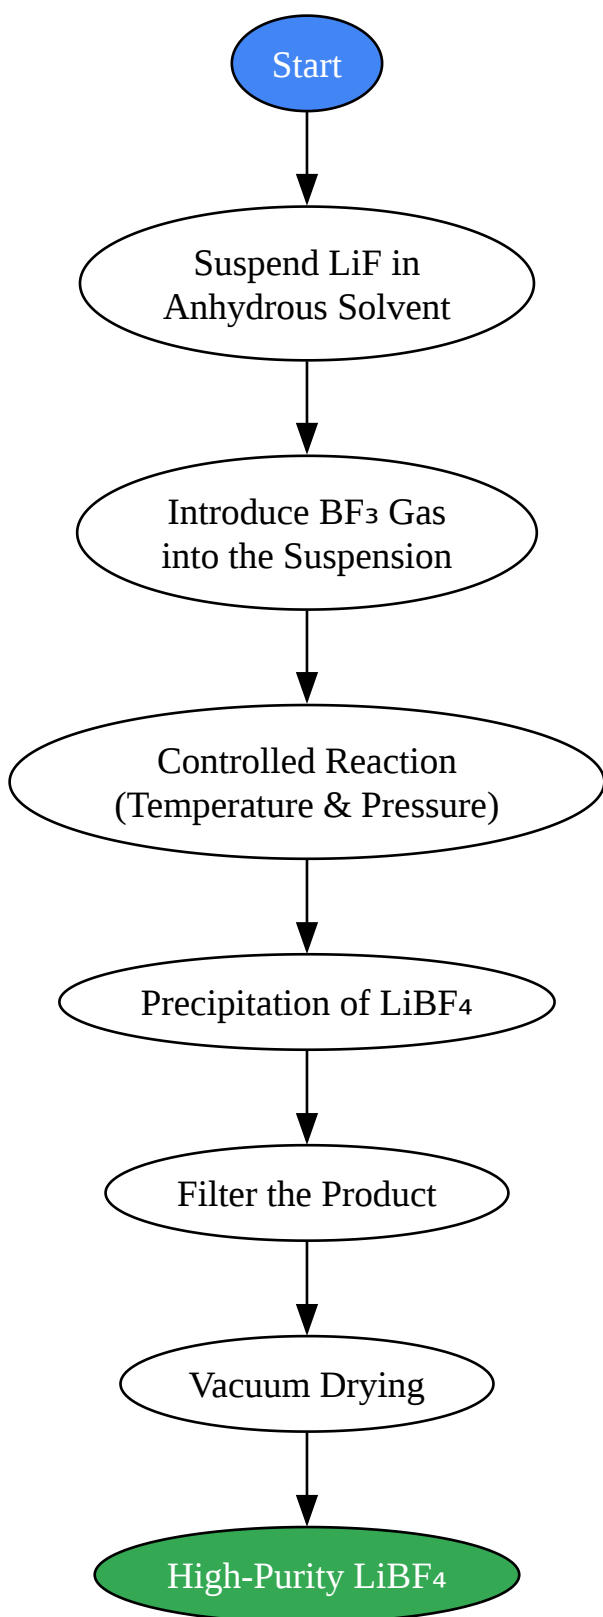 Start
Suspend LiF in
Anhydrous Solvent
Introduce BF₃ Gas
into the Suspension
Controlled Reaction
(Temperature & Pressure)
Precipitation of LiBF₄
Filter the Product
Vacuum Drying
High-Purity LiBF₄